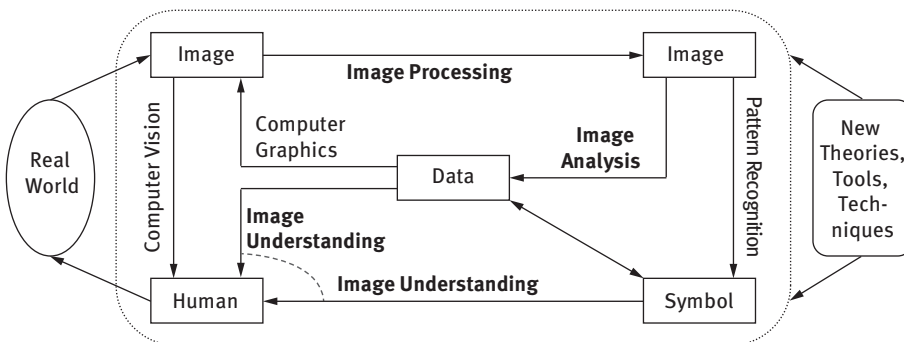 Image
Image
Image Processing
Computer Vision
Pattern Recognition
Computer
Graphics
Image
Analysis
Real
World
Data
New
Theories,
Tools,
Tech-
niques
Image
Understanding
Image Understanding
Human
Symbol